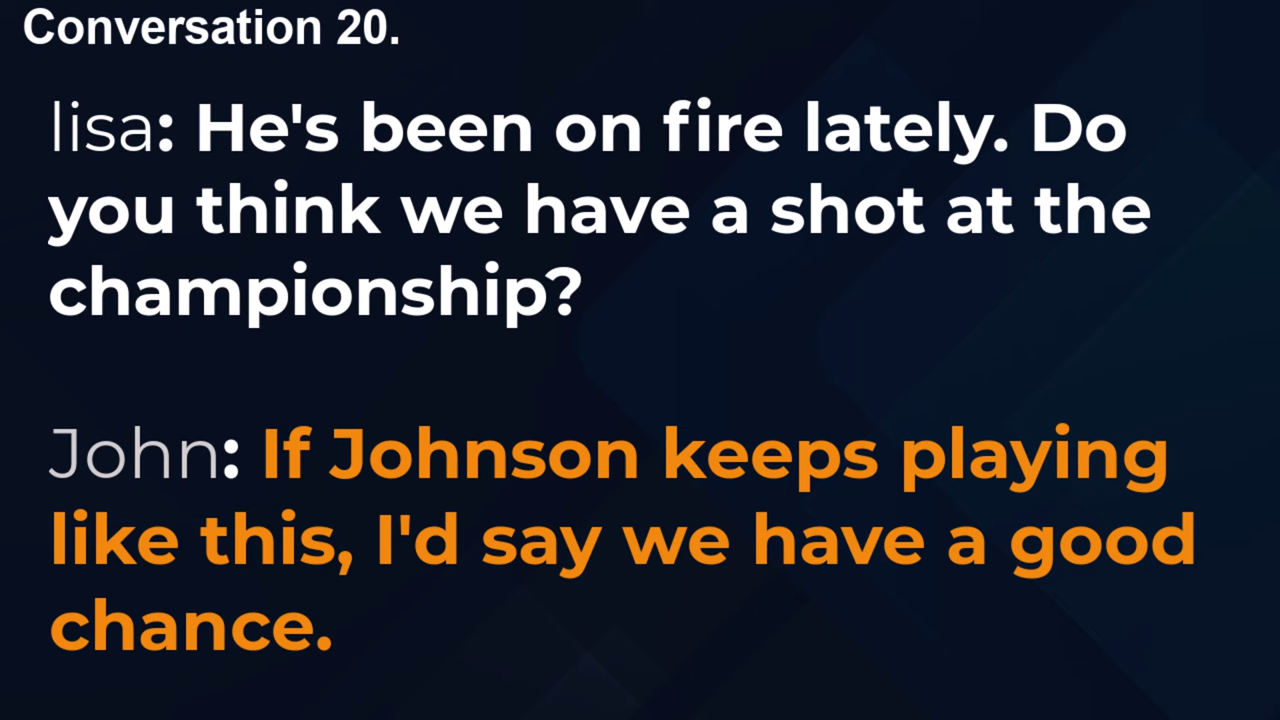 Conversation 20.
lisa: He's been on fire lately. Do
you think we have a shot at the
championship?
John: If Johnson keeps playing
like this, I'd say we have a good
chance.